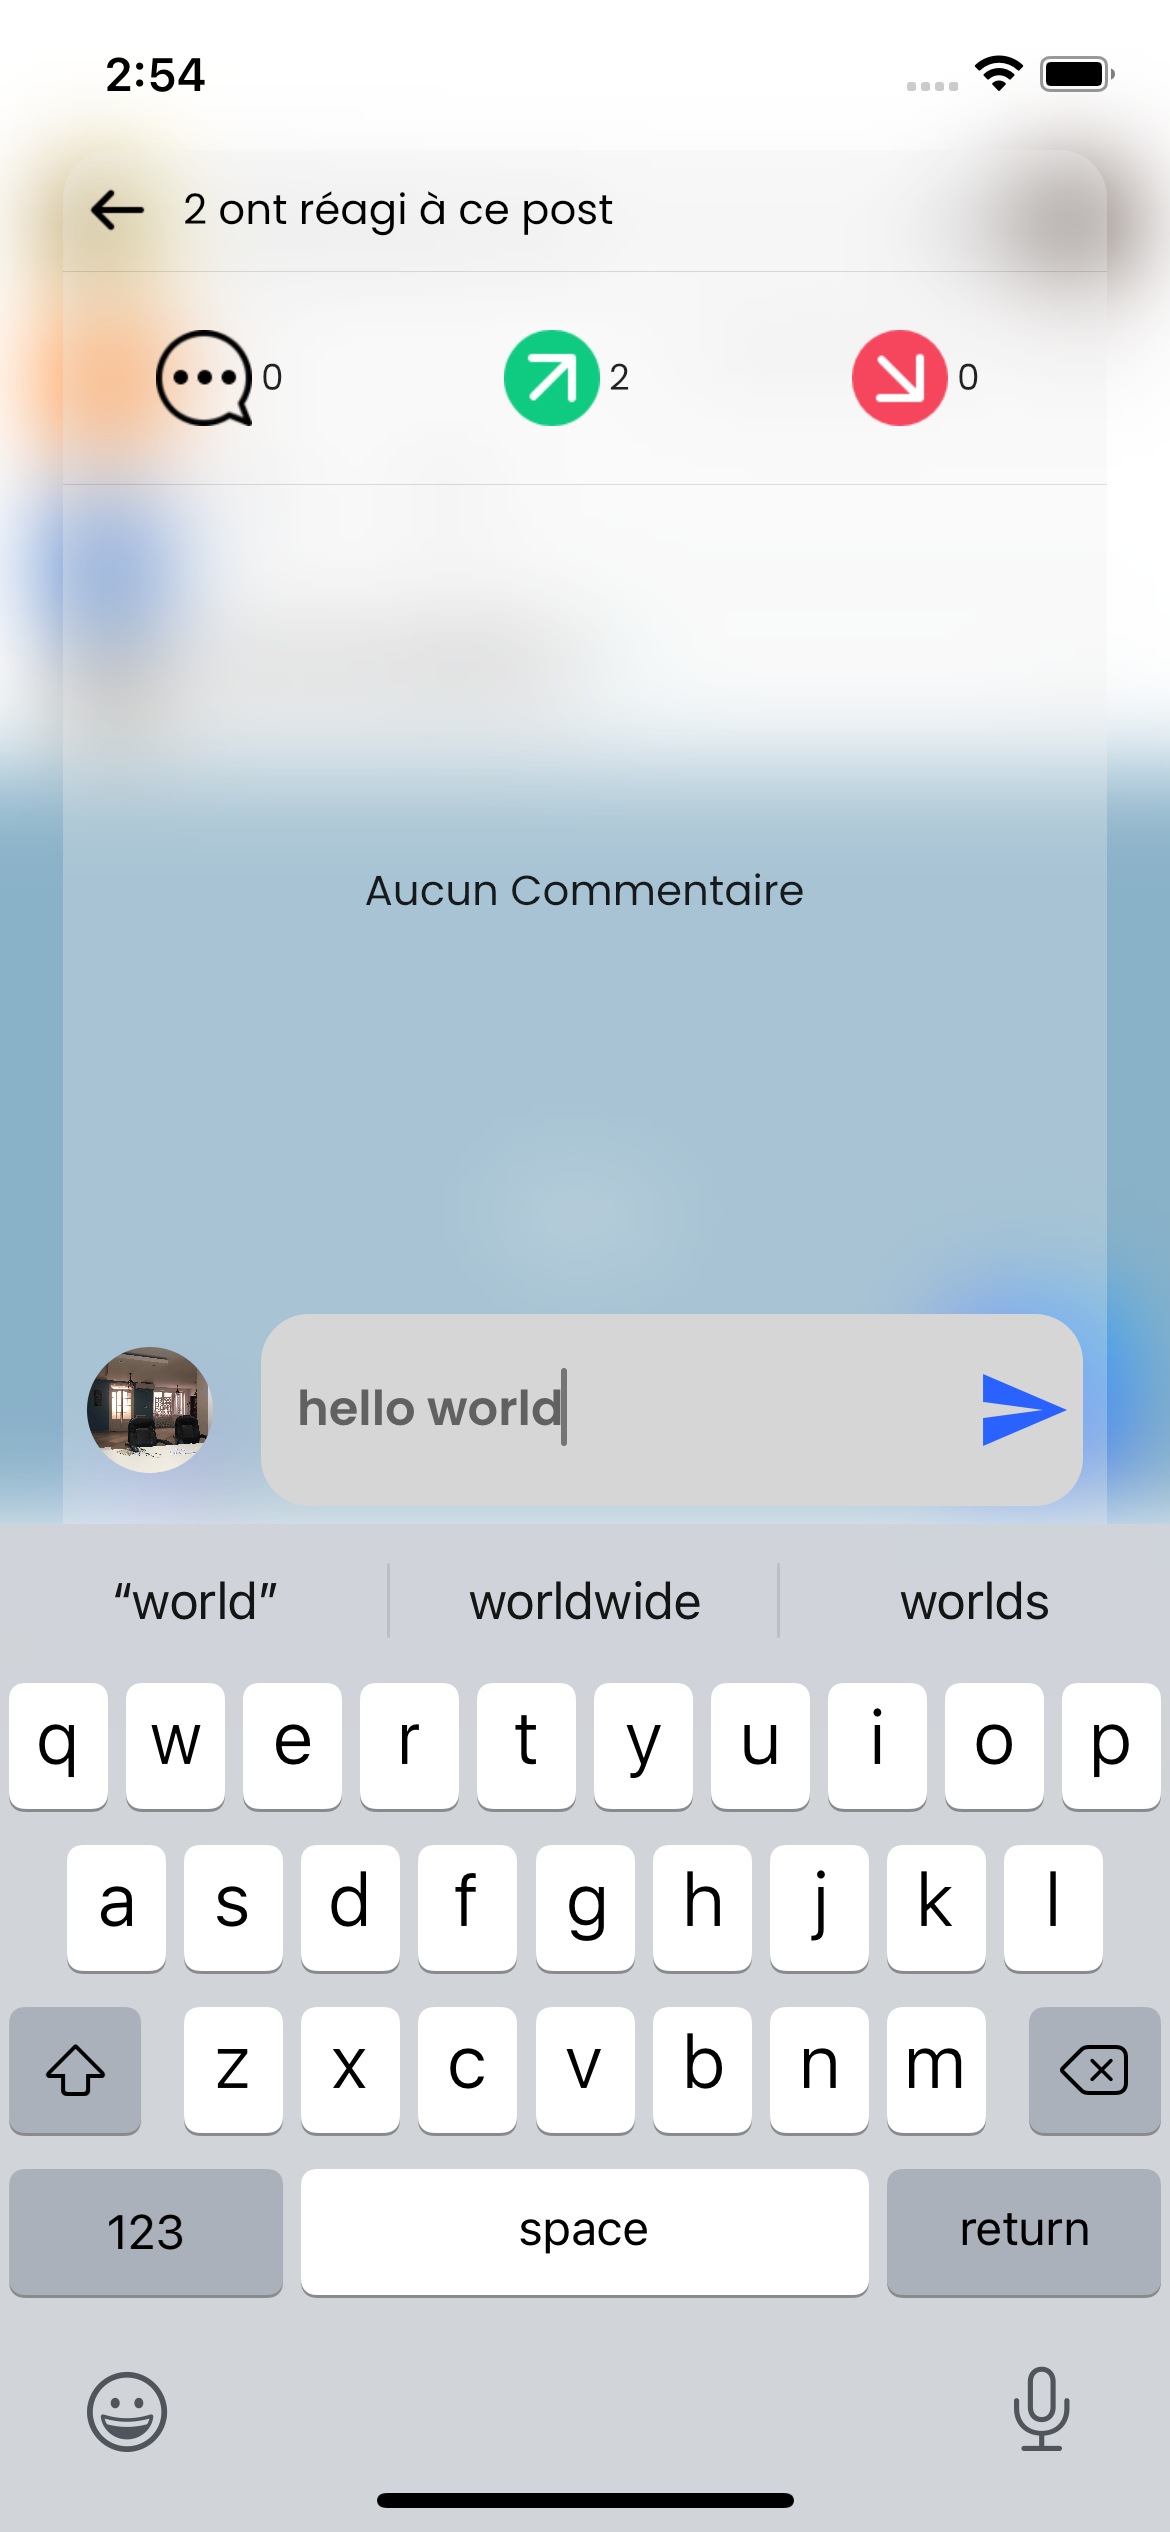 2:54
2 ont réagi à ce post
0 2 0
Aucun Commentaire
hello world
“world” worldwide worlds
q w e r t y u i o p
a s d f g h j k l
z x c v b n m
123 space return